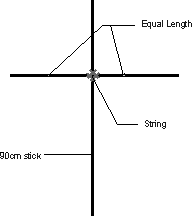 Equal Length
String
90cm stick